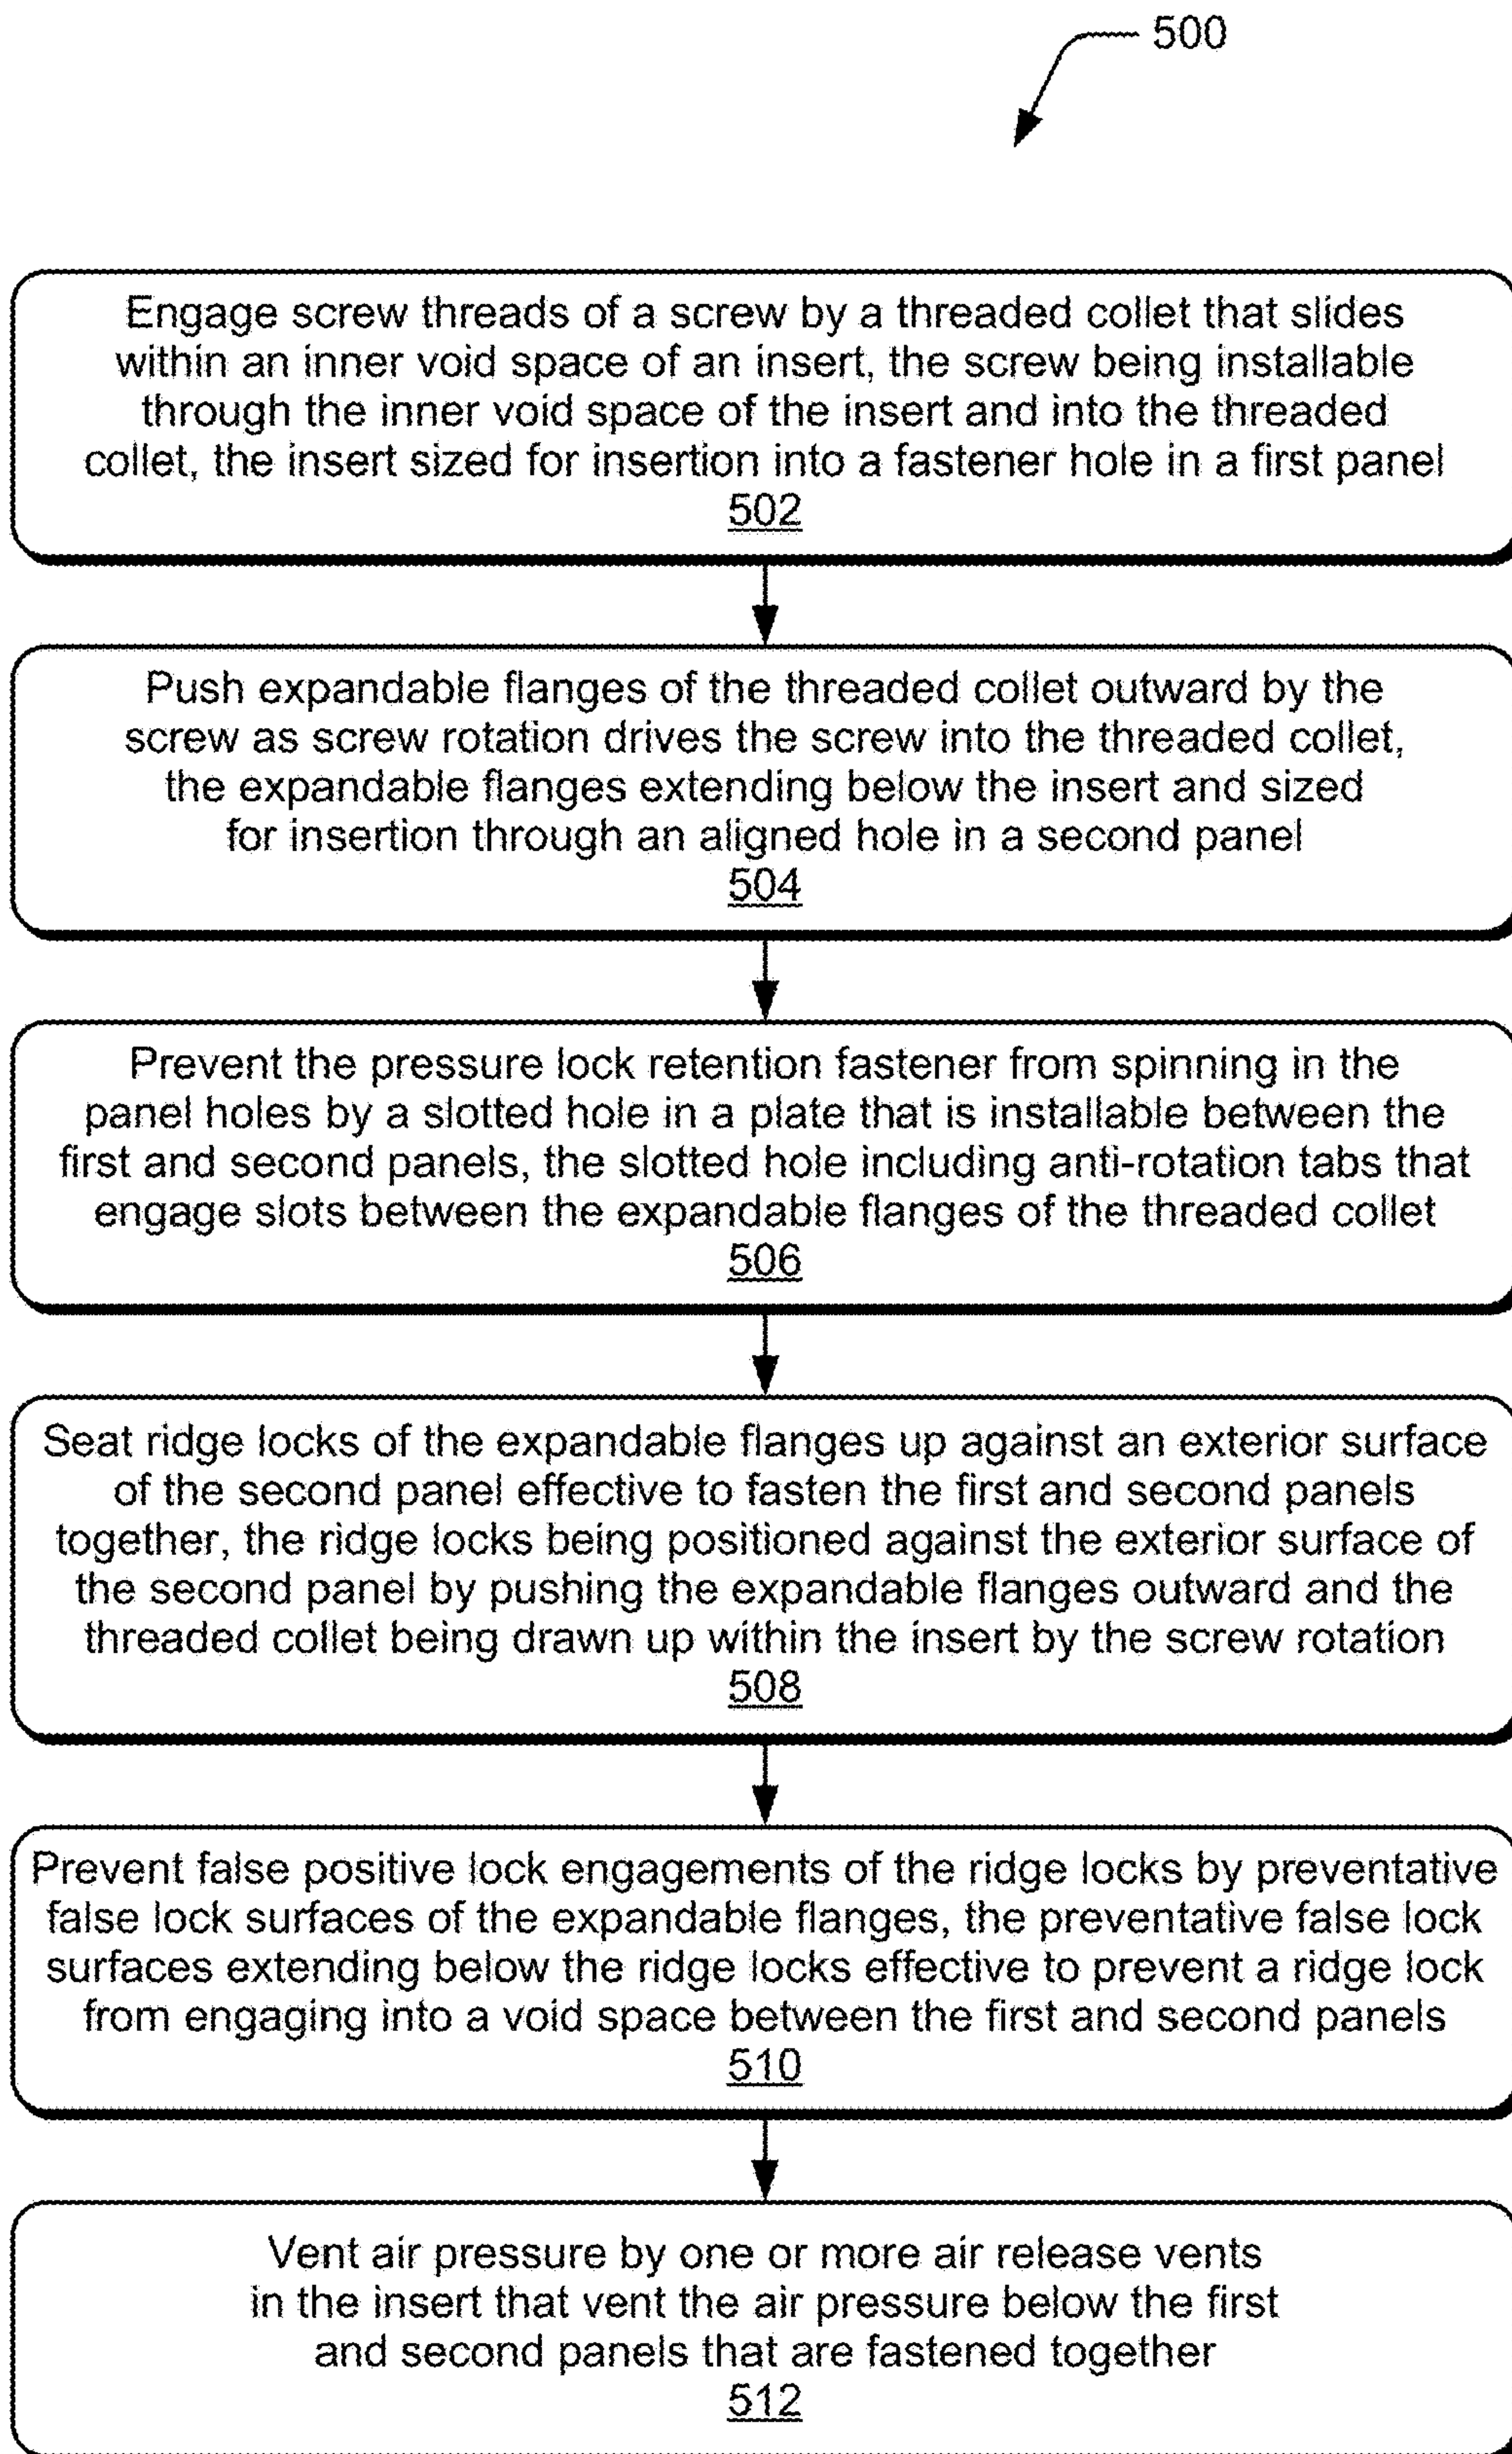 500
Engage screw threads of a screw by a threaded collet that slides
within an inner void space of an insert, the screw being installable
through the inner void space of the insert and into the threaded
collet, the insert sized for insertion into a fastener hole in a first panel
502
Push expandable flanges of the threaded collet outward by the
screw as screw rotation drives the screw into the threaded collet,
the expandable flanges extending below the insert and sized
for insertion through an aligned hole in a second panel
504
Prevent the pressure lock retention fastener from spinning in the
panel holes by a slotted hole in a plate that is installable between the
first and second panels, the slotted hole including anti-rotation tabs that
engage slots between the expandable flanges of the threaded collet
506
Seat ridge locks of the expandable flanges up against an exterior surface
of the second panel effective to fasten the first and second panels
together, the ridge locks being positioned against the exterior surface of
the second panel by pushing the expandable flanges outward and the
threaded collet being drawn up within the insert by the screw rotation
508
Prevent false positive lock engagements of the ridge locks by preventative
false lock surfaces of the expandable flanges, the preventative false lock
surfaces extending below the ridge locks effective to prevent a ridge lock
from engaging into a void space between the first and second panels
510
Vent air pressure by one or more air release vents
in the insert that vent the air pressure below the first
and second panels that are fastened together
512